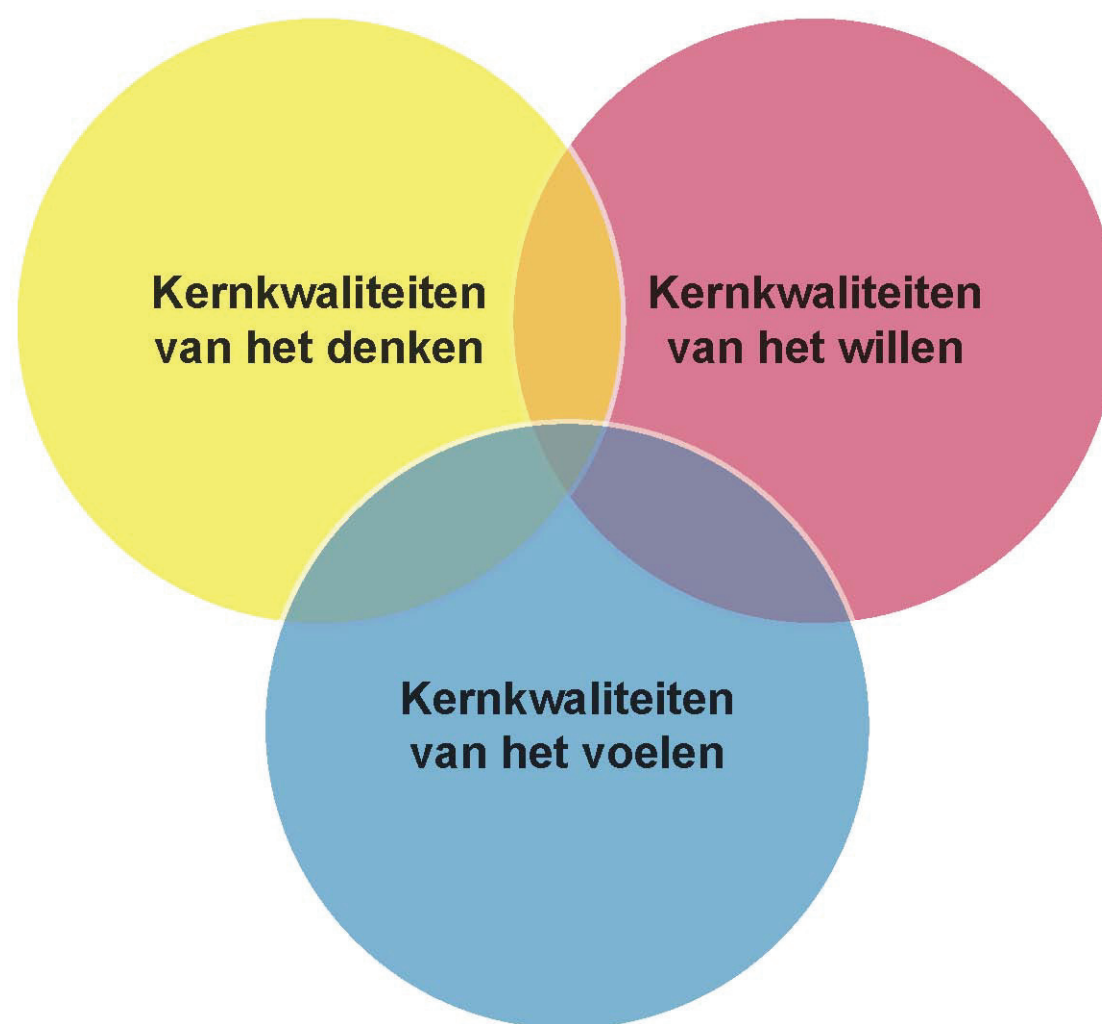 Kernkwaliteiten
van het denken
Kernkwaliteiten
van het willen
Kernkwaliteiten
van het voelen